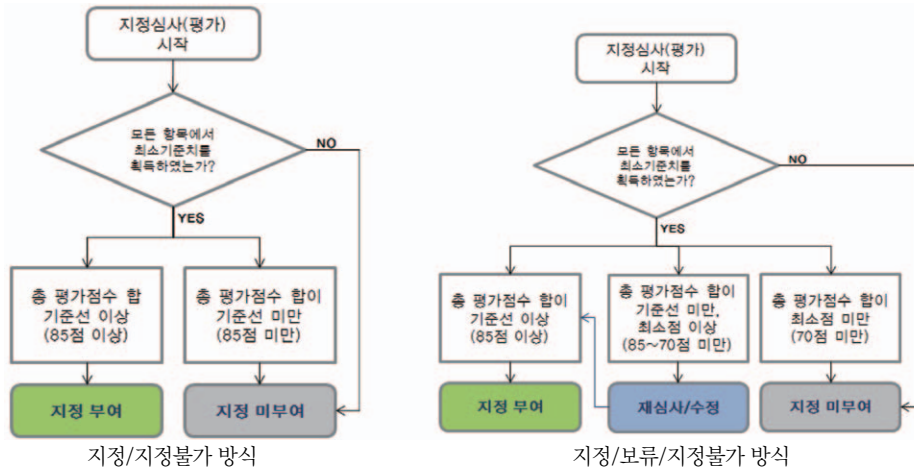 지정심사(평가)
시작
모든 항목에서
최소기준치를
획득하였는가?
NO
YES
총 평가점수 합
기준선 이상
(85점 이상)
총 평가점수 합이
기준선 미만
(85점 미만)
지정 부여
지정 미부여
지정/지정불가 방식
지정심사(평가)
시작
모든 항목에서
최소기준치를
획득하였는가?
NO
YES
총 평가점수 합이
기준선 이상
(85점 이상)
총 평가점수 합이
기준선 미만,
최소점 이상
(85~70점 미만)
총 평가점수 합이
최소점 미만
(70점 미만)
지정 부여
재심사/수정
지정 미부여
지정/보류/지정불가 방식